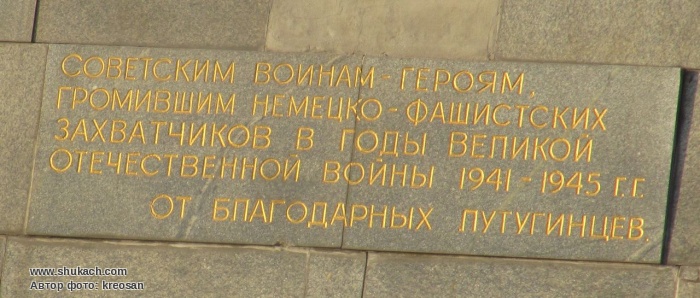 СОВЕТСКИМ ВОИНАМ-ГЕРОЯМ,
ГРОМИВШИМ НЕМЕЦКО-ФАШИСТСКИХ
ЗАХВАТЧИКОВ В ГОДЫ ВЕЛИКОЙ
ОТЕЧЕСТВЕННОЙ ВОЙНЫ 1941-1945 Г.Г.
ОТ БЛАГОДАРНЫХ ЛУТУГИНЦЕВ.
www.shukach.com
Автор фото: kreosan